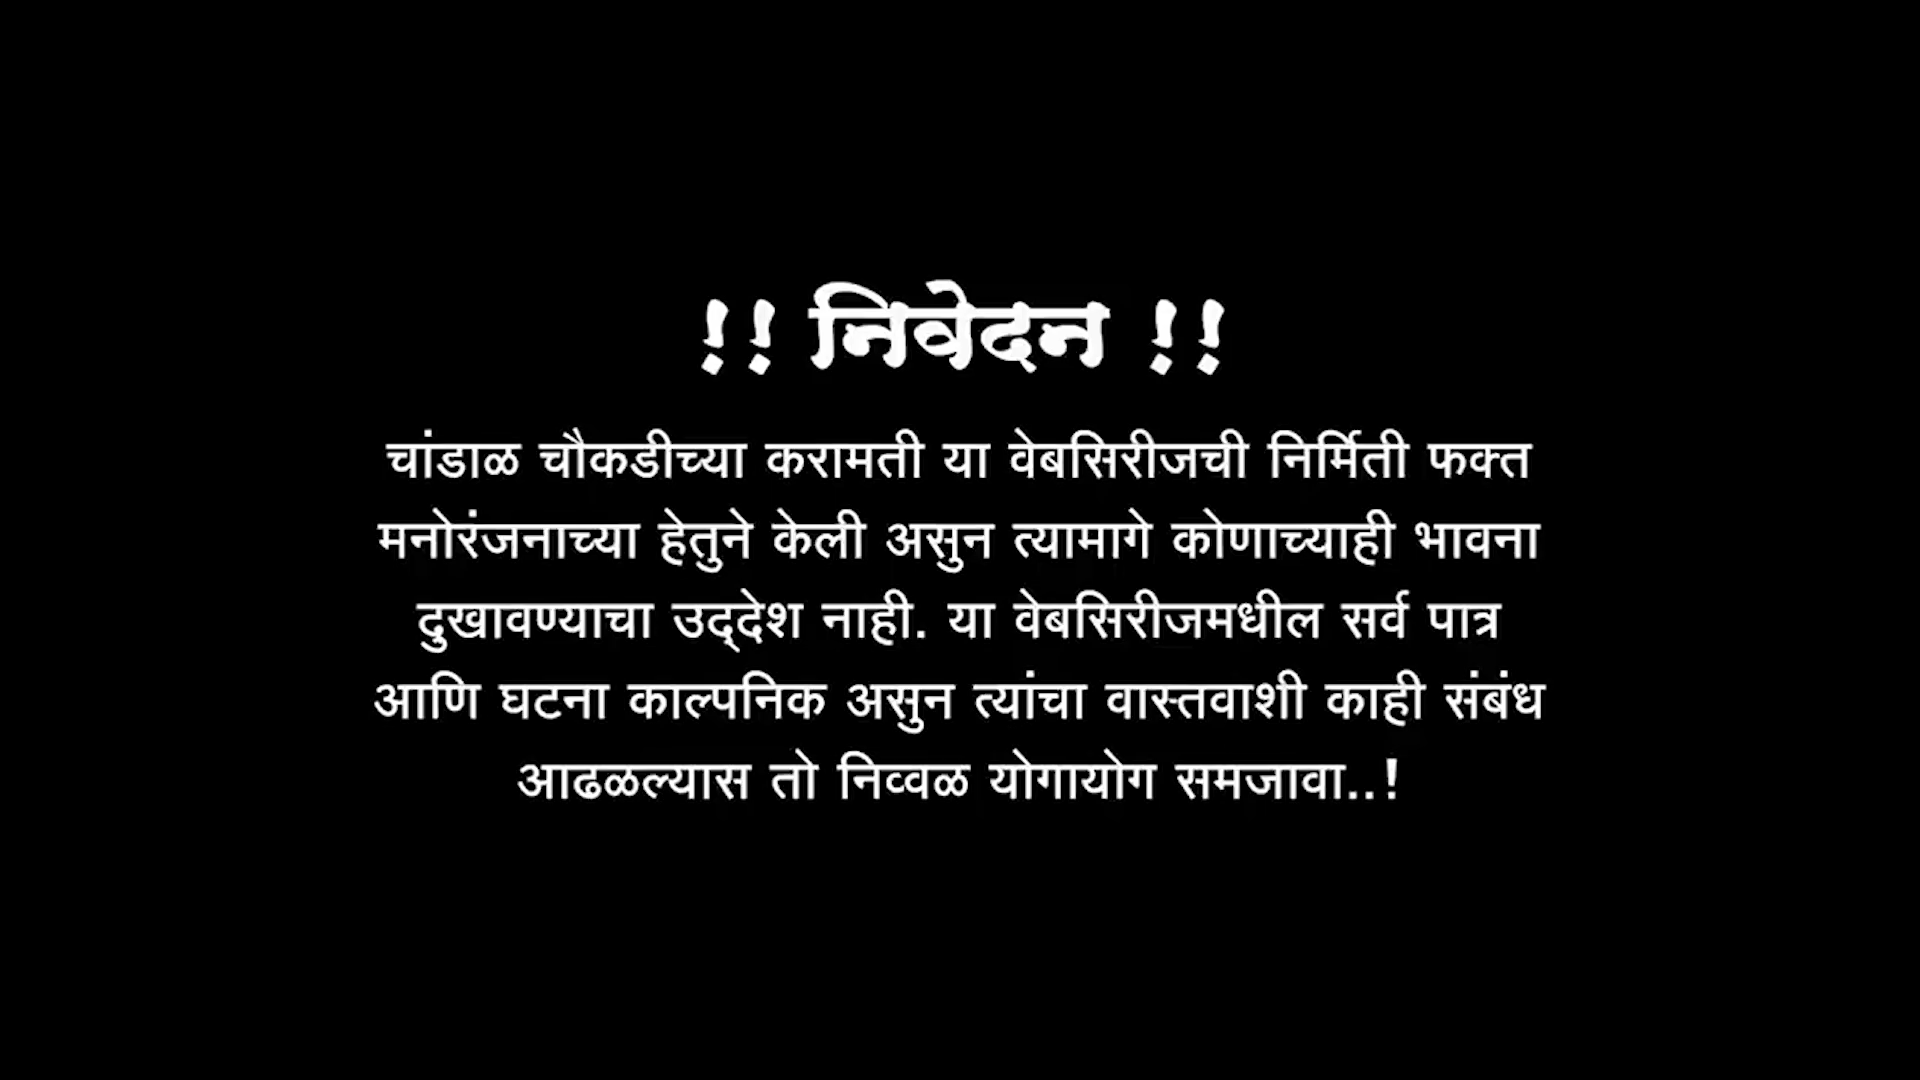 !! निवेदन !!
चांडाळ चौकडीच्या करामती या वेबसिरीजची निर्मिती फक्त
मनोरंजनाच्या हेतुने केली असुन त्यामागे कोणाच्याही भावना
दुखावण्याचा उद्‌देश नाही. या वेबसिरीजमधील सर्व पात्र
आणि घटना काल्पनिक असुन त्यांचा वास्तवाशी काही संबंध
आढळल्यास तो निव्वळ योगायोग समजावा..!